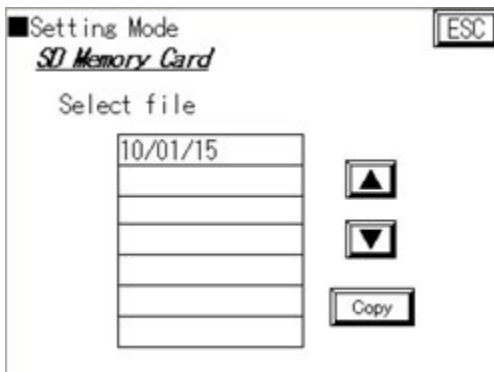 ■Setting Mode
ESC
SD Memory Card
Select file
10/01/15
▲
▼
Copy